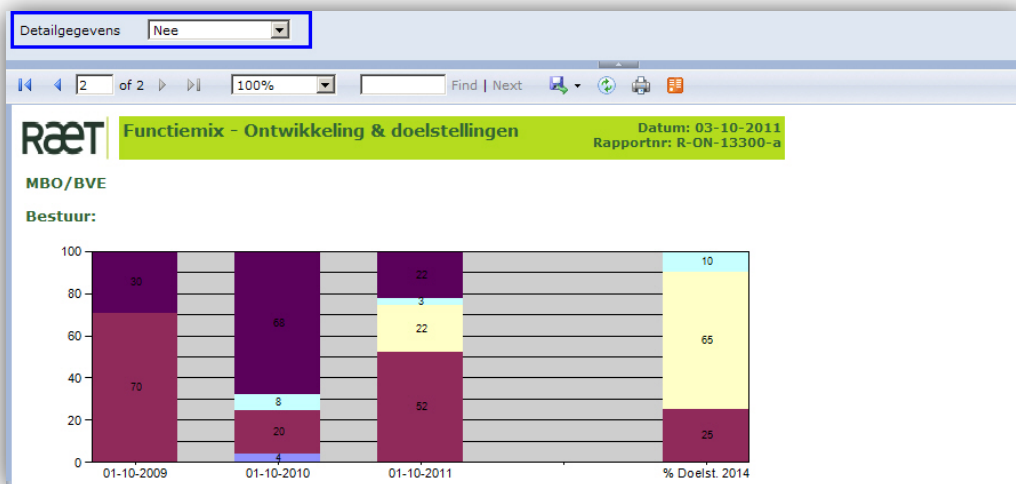 Detailgegevens Nee
2 of 2 100% Find | Next
RæT Functiemix - Ontwikkeling & doelstellingen Datum: 03-10-2011
Rapportnr: R-ON-13300-a
MBO/BVE
Bestuur:
100
80
60
40
20
0
30
70
68
8
20
4
22
3
22
52
10
65
25
01-10-2009 01-10-2010 01-10-2011 % Doelst. 2014